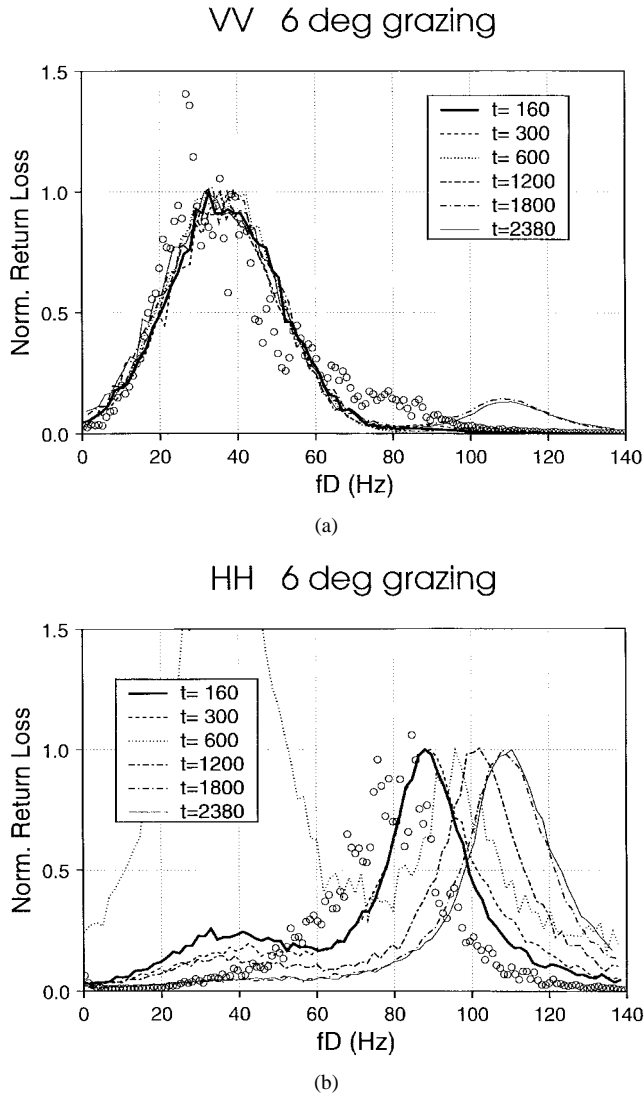 VV 6 deg grazing
1.5
1.0
0.5
0.0
Norm. Return Loss
t= 160
t= 300
t= 600
t=1200
t=1800
t=2380
0 20 40 60 80 100 120 140
fD (Hz)
(a)
HH 6 deg grazing
1.5
1.0
0.5
0.0
Norm. Return Loss
t= 160
t= 300
t= 600
t=1200
t=1800
t=2380
0 20 40 60 80 100 120 140
fD (Hz)
(b)